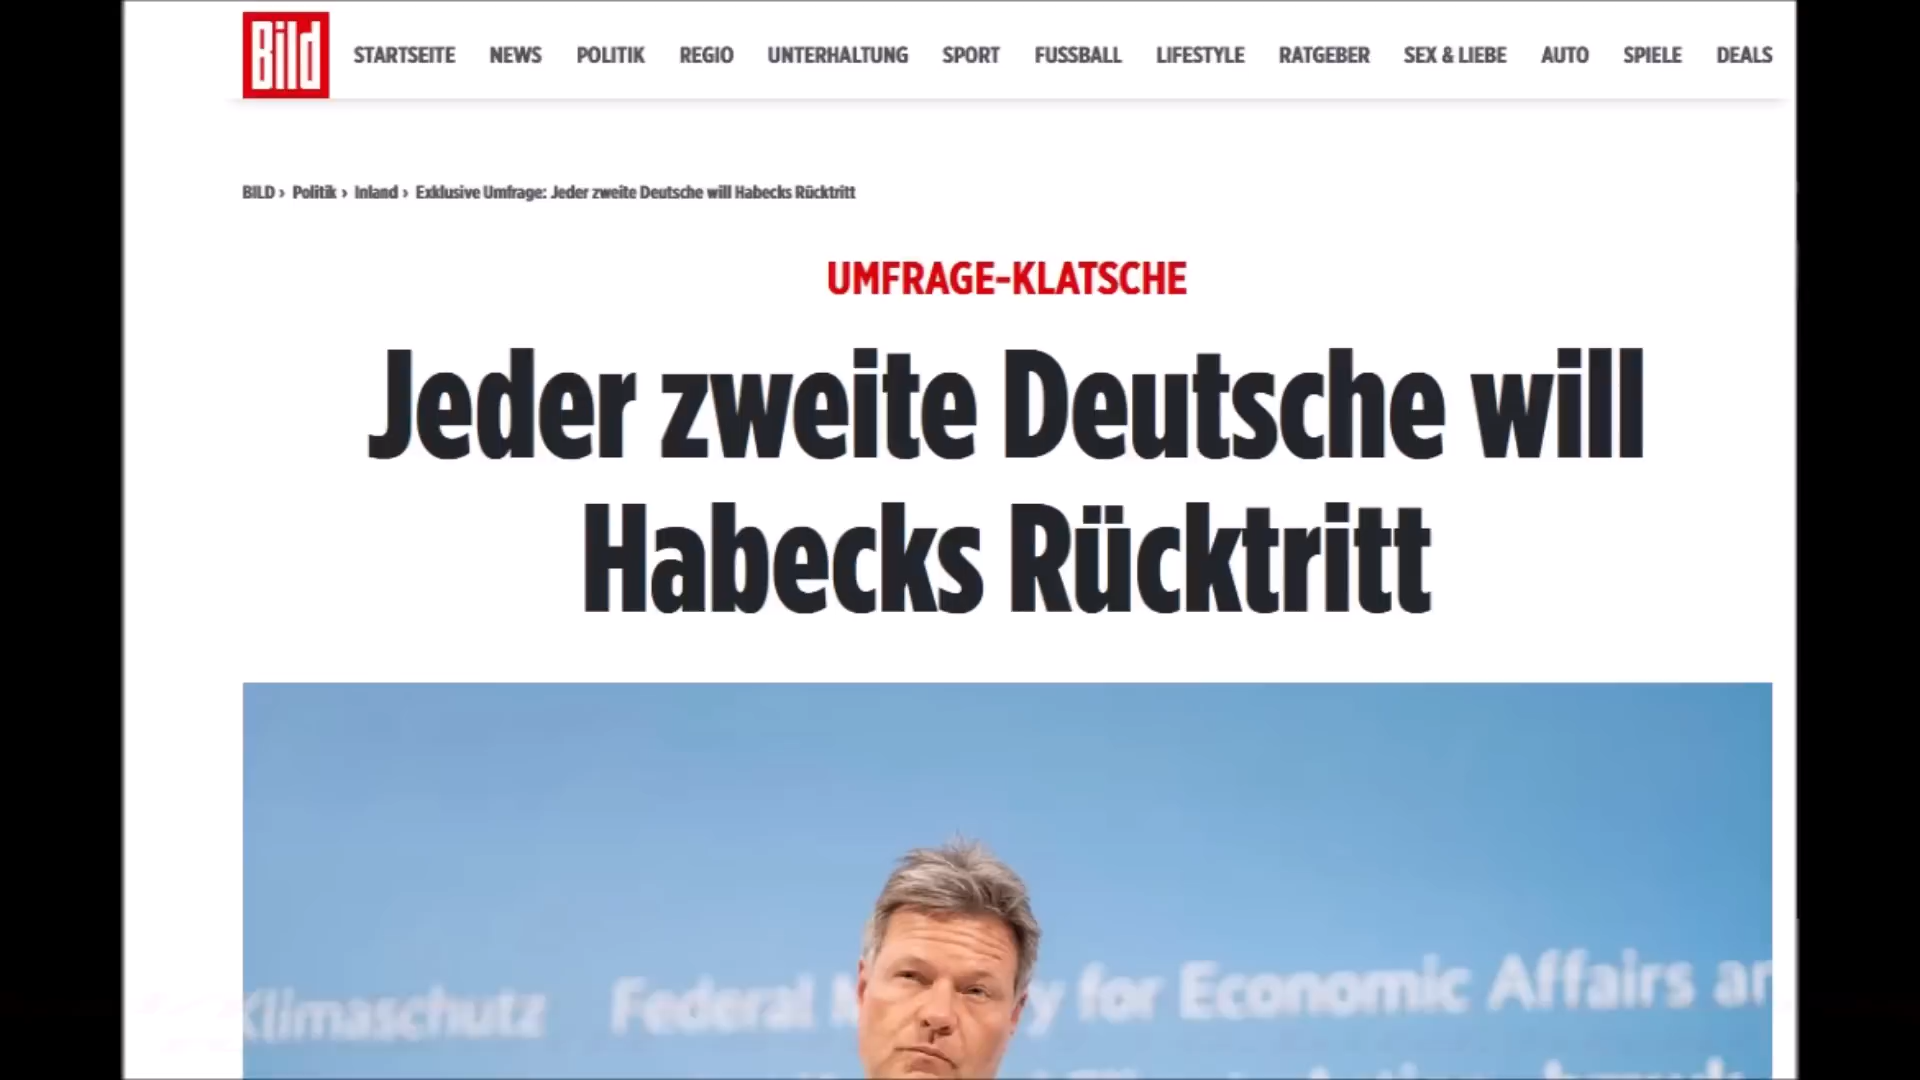 Bild
STARTSEITE NEWS POLITIK REGIO UNTERHALTUNG SPORT FUSSBALL LIFESTYLE RATGEBER SEX & LIEBE AUTO SPIELE DEALS
BILD › Politik › Inland › Exklusive Umfrage: Jeder zweite Deutsche will Habecks Rücktritt
UMFRAGE-KLATSCHE
Jeder zweite Deutsche will
Habecks Rücktritt
Klimaschutz Federal for Economic Affairs